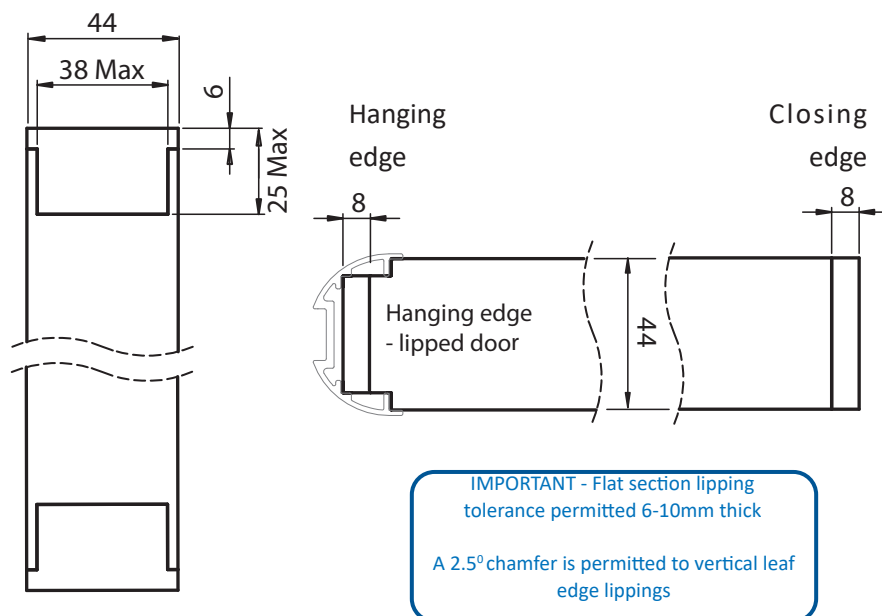 44
38 Max
6
25 Max
Hanging
edge
Closing
edge
8
8
Hanging edge
- lipped door
44
IMPORTANT - Flat section lipping
tolerance permitted 6-10mm thick
A 2.5⁰ chamfer is permitted to vertical leaf
edge lippings